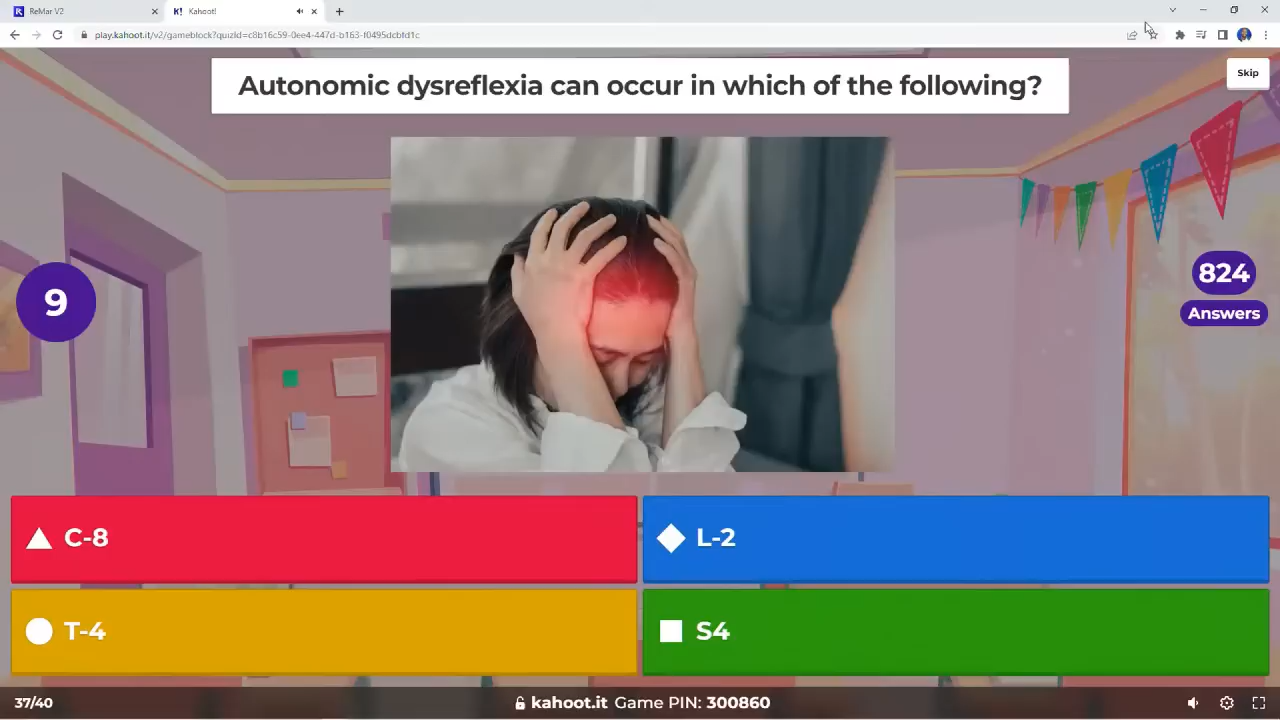 ReMar V2
Kahoot!
play.kahoot.it/v2/gameblock?quizId=c8b16c59-0ee4-447d-b163-f0495dcbfd1c
Autonomic dysreflexia can occur in which of the following?
Skip
9
824
Answers
C-8
L-2
T-4
S4
37/40
kahoot.it Game PIN: 300860